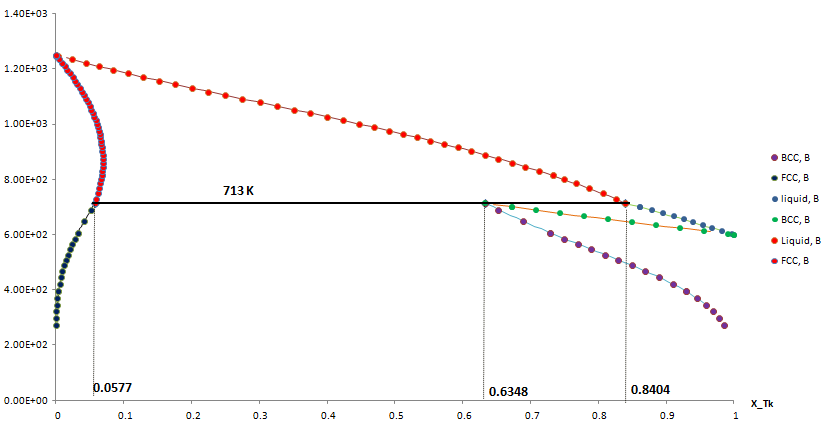 1.40E+03
1.20E+03
1.00E+03
8.00E+02
6.00E+02
4.00E+02
2.00E+02
0.00E+00
713 K
0.0577
0.6348
0.8404
0 0.1 0.2 0.3 0.4 0.5 0.6 0.7 0.8 0.9 1
X_Tk
BCC, B
FCC, B
liquid, B
BCC, B
Liquid, B
FCC, B